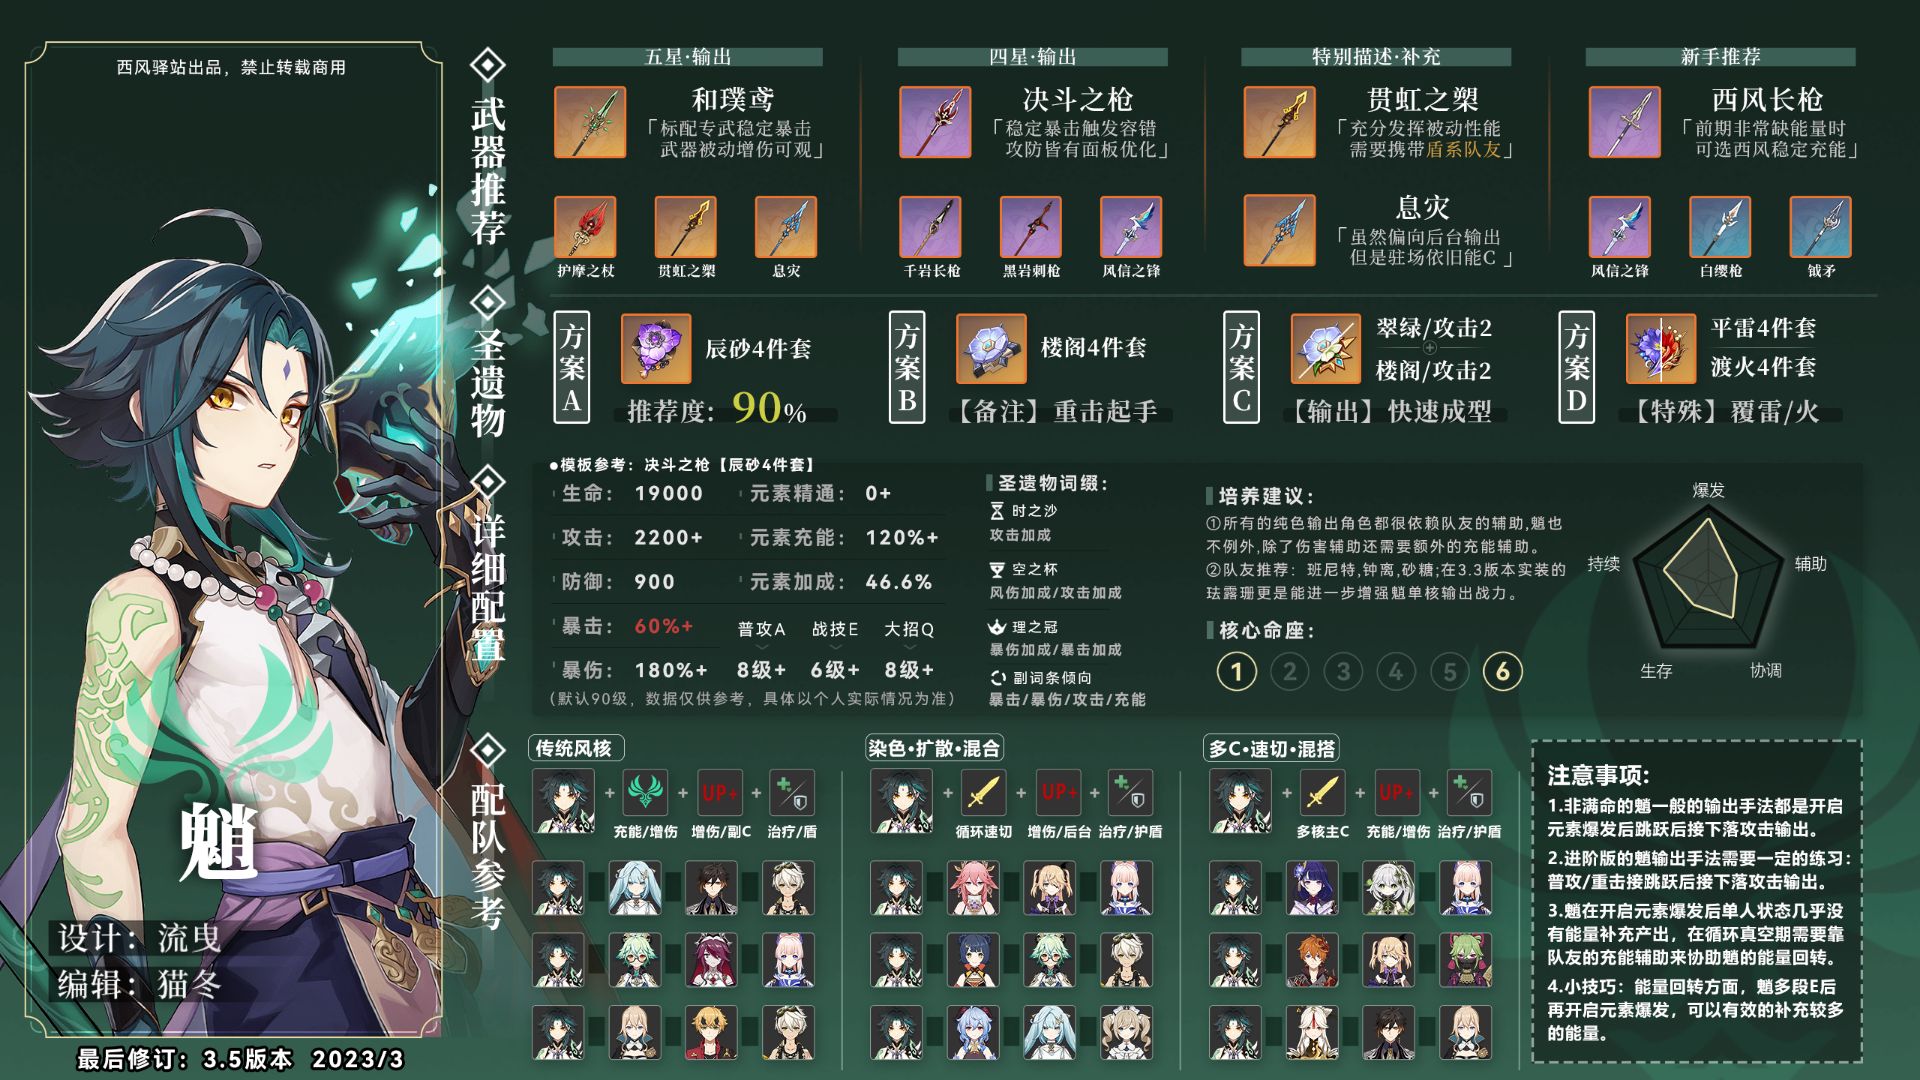 西风驿站出品，禁止转载商用
武器推荐
五星·输出
和璞鸢
「标配专武稳定暴击
武器被动增伤可观」
护摩之杖 贯虹之槊 息灾
四星·输出
决斗之枪
「稳定暴击触发容错
攻防皆有面板优化」
千岩长枪 黑岩刺枪 风信之锋
特别描述·补充
贯虹之槊
「充分发挥被动性能
需要携带盾系队友」
息灾
「虽然偏向后台输出
但是驻场依旧能C」
新手推荐
西风长枪
「前期非常缺能量时
可选西风稳定充能」
风信之锋 白缨枪 钺矛
圣遗物
方案A
辰砂4件套
推荐度：90%
方案B
楼阁4件套
【备注】重击起手
方案C
翠绿/攻击2
+
楼阁/攻击2
【输出】快速成型
方案D
平雷4件套
渡火4件套
【特殊】覆雷/火
详细配置
●模板参考：决斗之枪【辰砂4件套】
生命： 19000 元素精通： 0+
攻击： 2200+ 元素充能： 120%+
防御： 900 元素加成： 46.6%
暴击： 60%+ 普攻A 战技E 大招Q
暴伤： 180%+ 8级+ 6级+ 8级+
(默认90级，数据仅供参考，具体以个人实际情况为准)
圣遗物词缀：
时之沙
攻击加成
空之杯
风伤加成/攻击加成
理之冠
暴伤加成/暴击加成
副词条倾向
暴击/暴伤/攻击/充能
培养建议：
①所有的纯色输出角色都很依赖队友的辅助,魈也
不例外,除了伤害辅助还需要额外的充能辅助。
②队友推荐：班尼特,钟离,砂糖;在3.3版本实装的
珐露珊更是能进一步增强魈单核输出战力。
核心命座：
1 2 3 4 5 6
爆发
持续
辅助
生存
协调
配队参考
传统风核
+ + UP+ +
充能/增伤 增伤/副C 治疗/盾
染色·扩散·混合
+ + UP+ +
循环速切 增伤/后台 治疗/护盾
多C·速切·混搭
+ + UP+ +
多核主C 充能/增伤 治疗/护盾
注意事项:
1.非满命的魈一般的输出手法都是开启
元素爆发后跳跃后接下落攻击输出。
2.进阶版的魈输出手法需要一定的练习：
普攻/重击接跳跃后接下落攻击输出。
3.魈在开启元素爆发后单人状态几乎没
有能量补充产出，在循环真空期需要靠
队友的充能辅助来协助魈的能量回转。
4.小技巧：能量回转方面，魈多段E后
再开启元素爆发，可以有效的补充较多
的能量。
魈
设计：流曳
编辑：猫冬
最后修订：3.5版本 2023/3